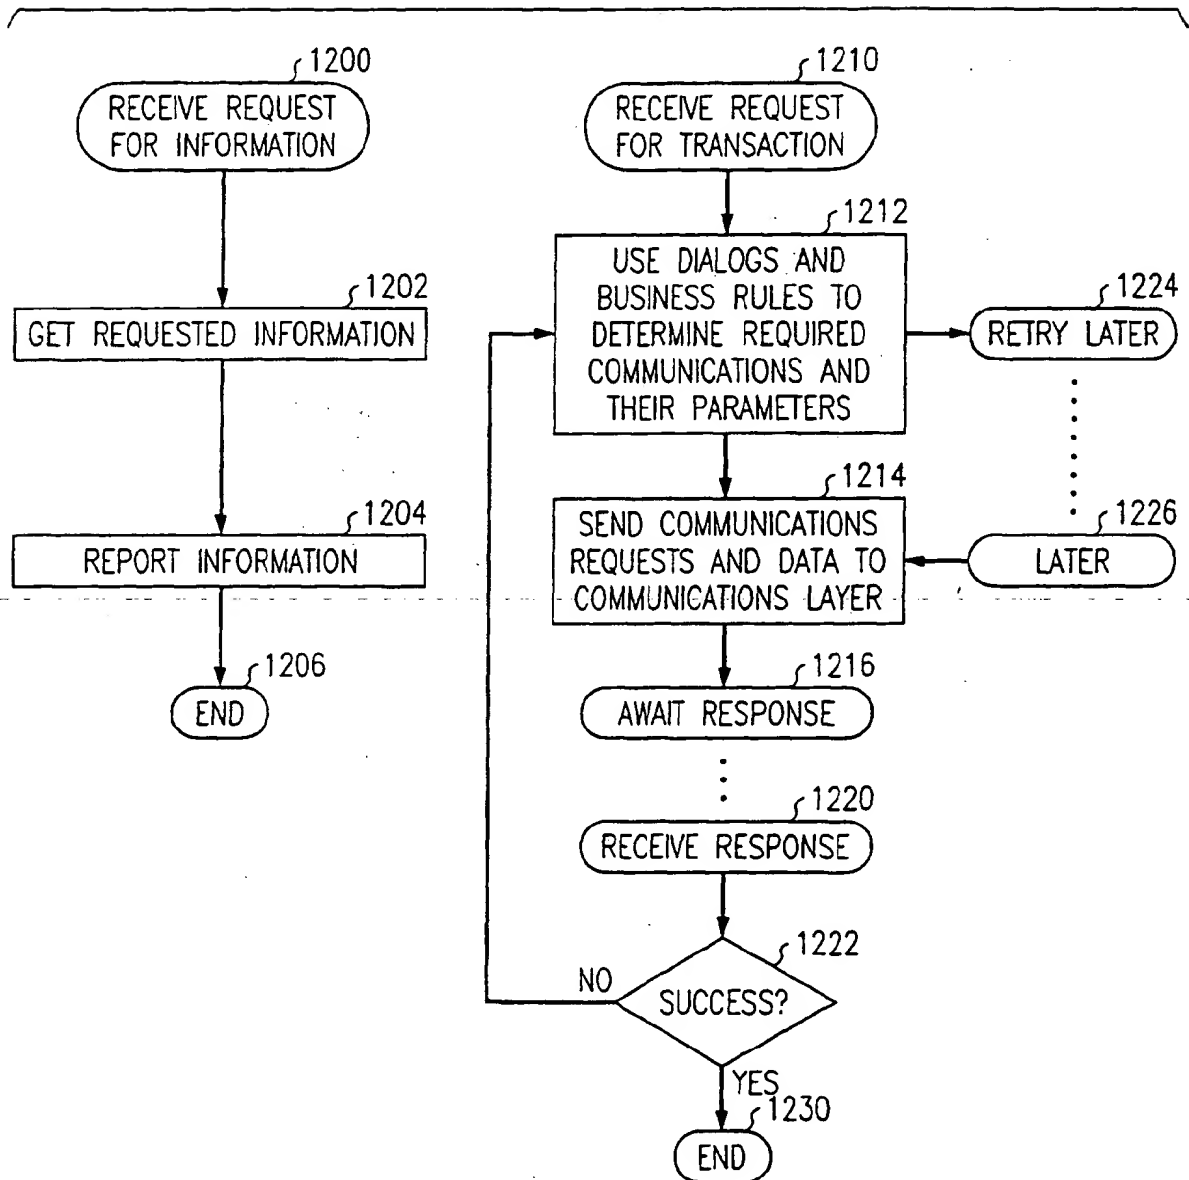 1200
RECEIVE REQUEST
FOR INFORMATION
1202
GET REQUESTED INFORMATION
1204
REPORT INFORMATION
1206
END
1210
RECEIVE REQUEST
FOR TRANSACTION
1212
USE DIALOGS AND
BUSINESS RULES TO
DETERMINE REQUIRED
COMMUNICATIONS AND
THEIR PARAMETERS
1224
RETRY LATER
1214
SEND COMMUNICATIONS
REQUESTS AND DATA TO
COMMUNICATIONS LAYER
1226
LATER
1216
AWAIT RESPONSE
1220
RECEIVE RESPONSE
1222
SUCCESS?
NO
YES
1230
END